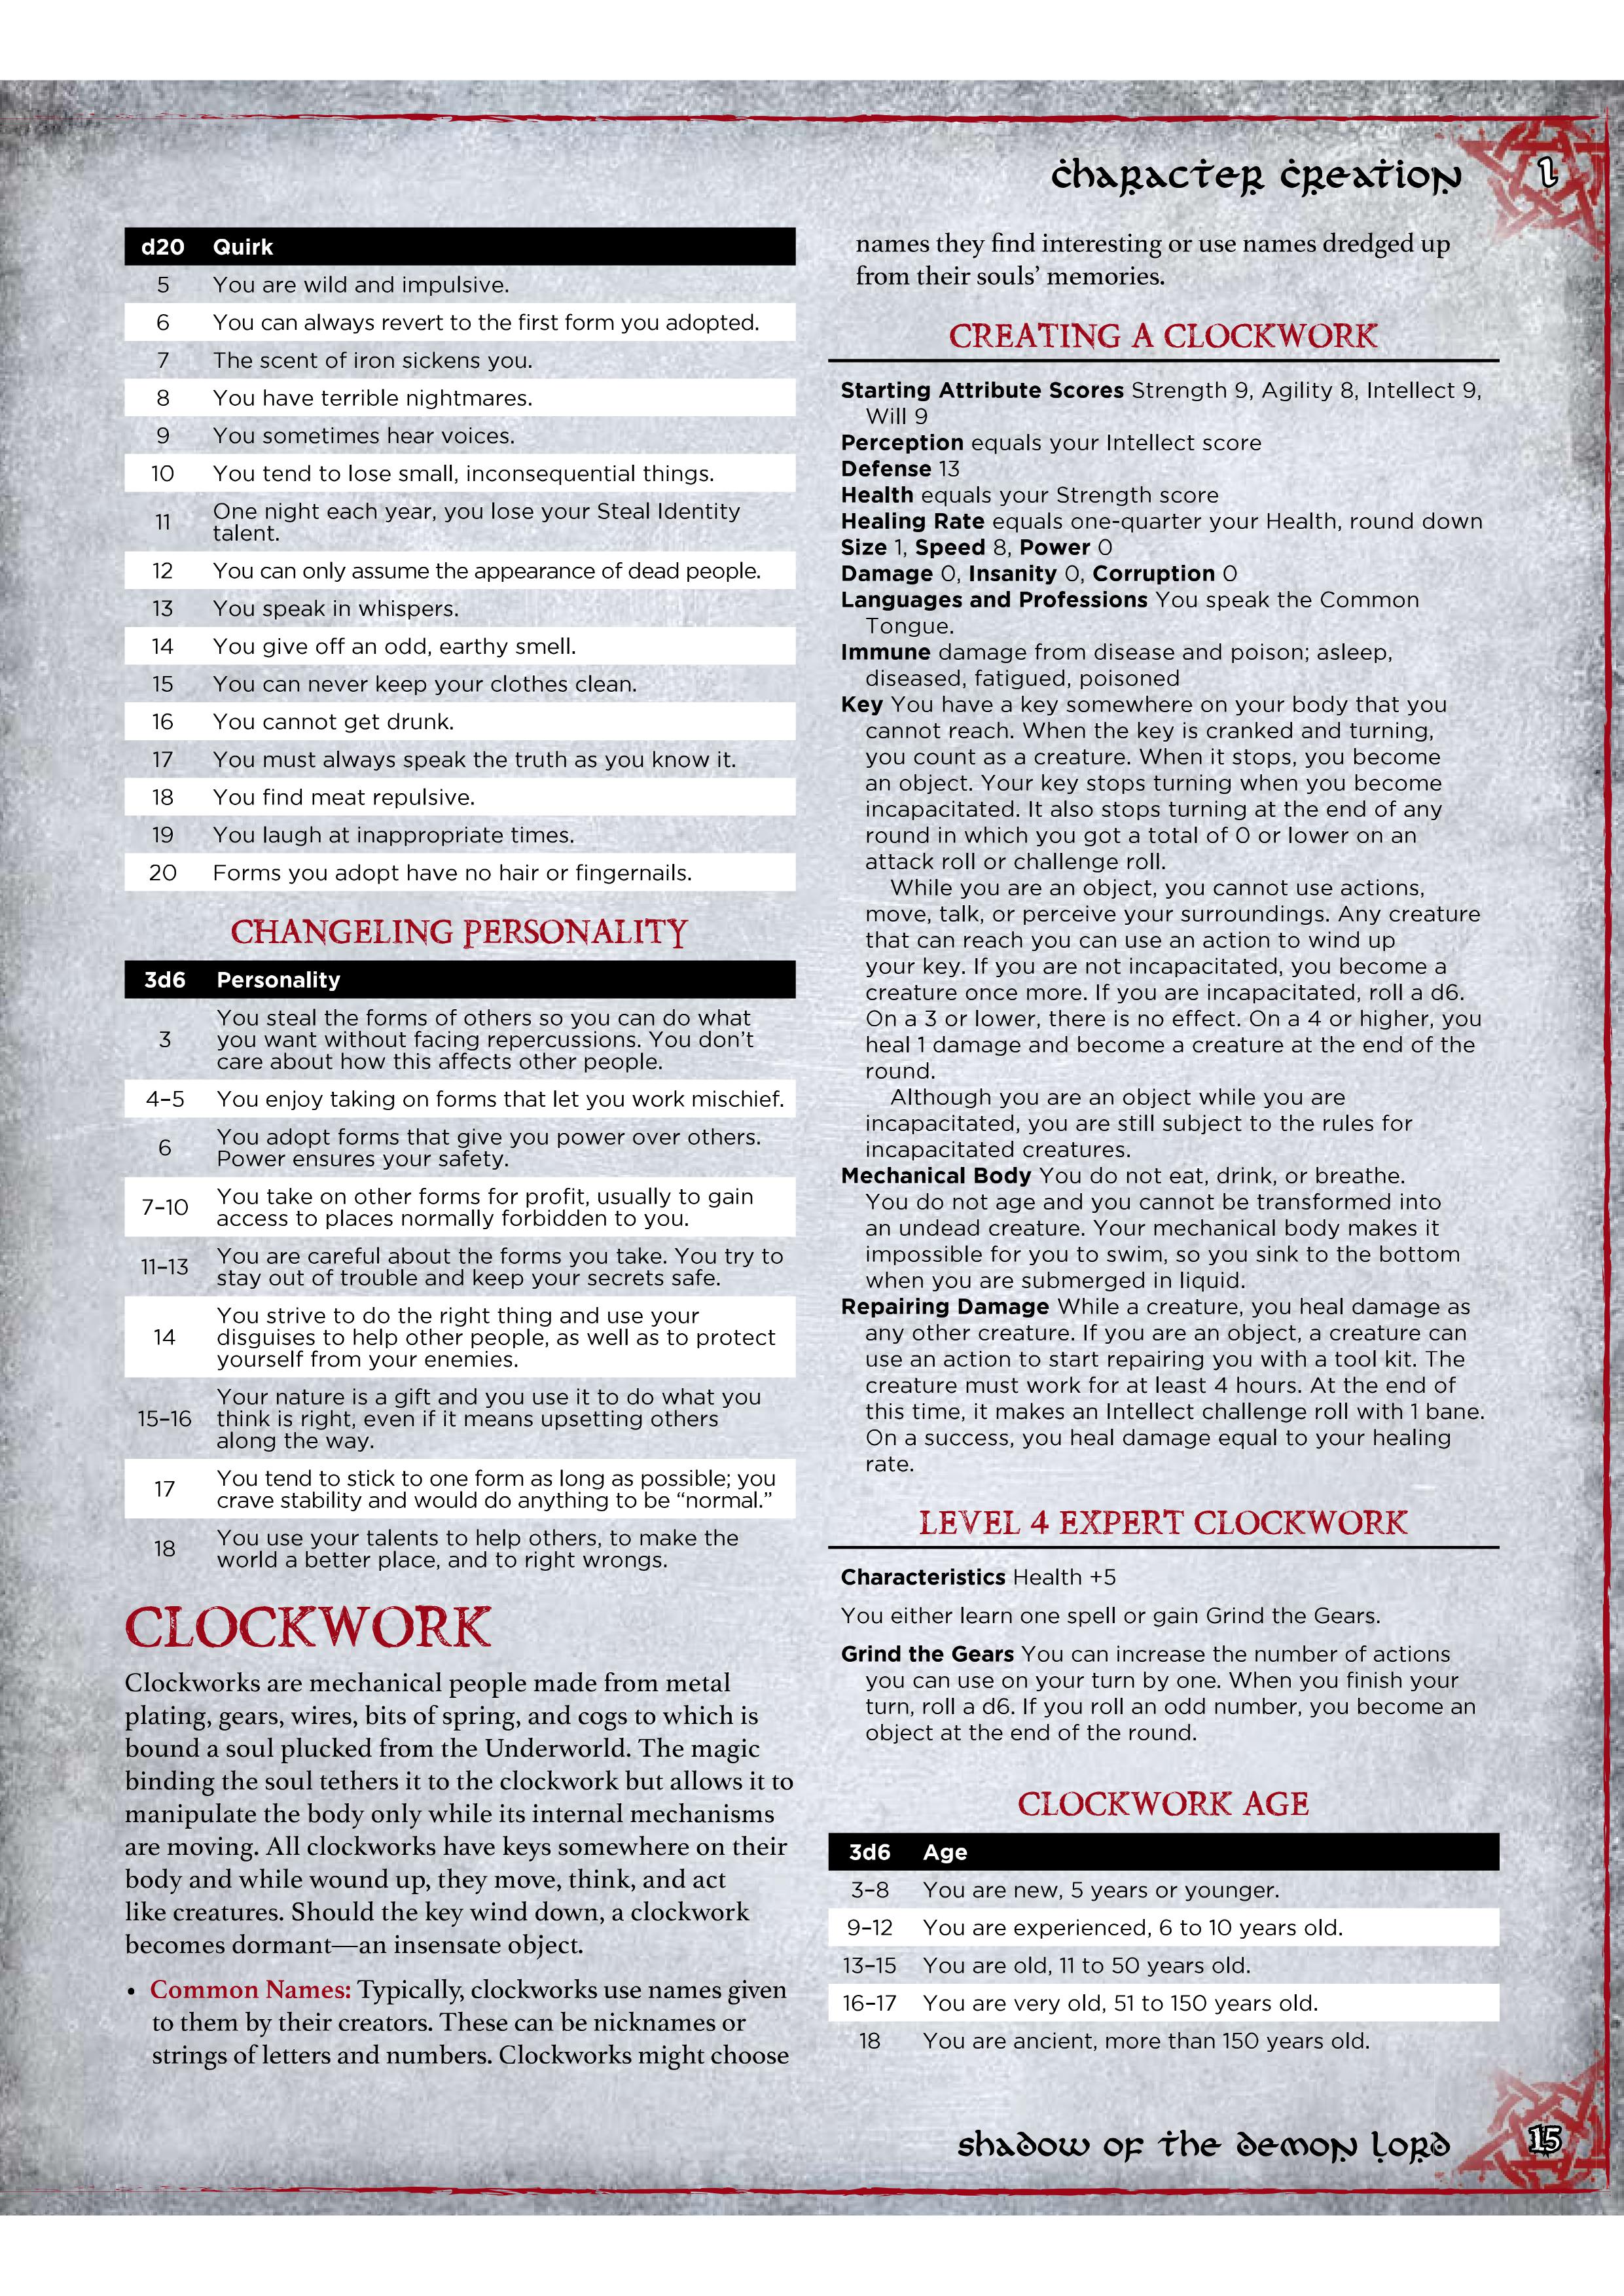 Character Creation
1
d20 Quirk
5 You are wild and impulsive.
6 You can always revert to the first form you adopted.
7 The scent of iron sickens you.
8 You have terrible nightmares.
9 You sometimes hear voices.
10 You tend to lose small, inconsequential things.
11 One night each year, you lose your Steal Identity
talent.
12 You can only assume the appearance of dead people.
13 You speak in whispers.
14 You give off an odd, earthy smell.
15 You can never keep your clothes clean.
16 You cannot get drunk.
17 You must always speak the truth as you know it.
18 You find meat repulsive.
19 You laugh at inappropriate times.
20 Forms you adopt have no hair or fingernails.
CHANGELING PERSONALITY
3d6 Personality
3 You steal the forms of others so you can do what
you want without facing repercussions. You don’t
care about how this affects other people.
4–5 You enjoy taking on forms that let you work mischief.
6 You adopt forms that give you power over others.
Power ensures your safety.
7–10 You take on other forms for profit, usually to gain
access to places normally forbidden to you.
11–13 You are careful about the forms you take. You try to
stay out of trouble and keep your secrets safe.
14 You strive to do the right thing and use your
disguises to help other people, as well as to protect
yourself from your enemies.
15–16 Your nature is a gift and you use it to do what you
think is right, even if it means upsetting others
along the way.
17 You tend to stick to one form as long as possible; you
crave stability and would do anything to be “normal.”
18 You use your talents to help others, to make the
world a better place, and to right wrongs.
CLOCKWORK
Clockworks are mechanical people made from metal
plating, gears, wires, bits of spring, and cogs to which is
bound a soul plucked from the Underworld. The magic
binding the soul tethers it to the clockwork but allows it to
manipulate the body only while its internal mechanisms
are moving. All clockworks have keys somewhere on their
body and while wound up, they move, think, and act
like creatures. Should the key wind down, a clockwork
becomes dormant—an insensate object.
• Common Names: Typically, clockworks use names given
to them by their creators. These can be nicknames or
strings of letters and numbers. Clockworks might choose
names they find interesting or use names dredged up
from their souls’ memories.
CREATING A CLOCKWORK
Starting Attribute Scores Strength 9, Agility 8, Intellect 9,
Will 9
Perception equals your Intellect score
Defense 13
Health equals your Strength score
Healing Rate equals one-quarter your Health, round down
Size 1, Speed 8, Power 0
Damage 0, Insanity 0, Corruption 0
Languages and Professions You speak the Common
Tongue.
Immune damage from disease and poison; asleep,
diseased, fatigued, poisoned
Key You have a key somewhere on your body that you
cannot reach. When the key is cranked and turning,
you count as a creature. When it stops, you become
an object. Your key stops turning when you become
incapacitated. It also stops turning at the end of any
round in which you got a total of 0 or lower on an
attack roll or challenge roll.
While you are an object, you cannot use actions,
move, talk, or perceive your surroundings. Any creature
that can reach you can use an action to wind up
your key. If you are not incapacitated, you become a
creature once more. If you are incapacitated, roll a d6.
On a 3 or lower, there is no effect. On a 4 or higher, you
heal 1 damage and become a creature at the end of the
round.
Although you are an object while you are
incapacitated, you are still subject to the rules for
incapacitated creatures.
Mechanical Body You do not eat, drink, or breathe.
You do not age and you cannot be transformed into
an undead creature. Your mechanical body makes it
impossible for you to swim, so you sink to the bottom
when you are submerged in liquid.
Repairing Damage While a creature, you heal damage as
any other creature. If you are an object, a creature can
use an action to start repairing you with a tool kit. The
creature must work for at least 4 hours. At the end of
this time, it makes an Intellect challenge roll with 1 bane.
On a success, you heal damage equal to your healing
rate.
LEVEL 4 EXPERT CLOCKWORK
Characteristics Health +5
You either learn one spell or gain Grind the Gears.
Grind the Gears You can increase the number of actions
you can use on your turn by one. When you finish your
turn, roll a d6. If you roll an odd number, you become an
object at the end of the round.
CLOCKWORK AGE
3d6 Age
3–8 You are new, 5 years or younger.
9–12 You are experienced, 6 to 10 years old.
13–15 You are old, 11 to 50 years old.
16–17 You are very old, 51 to 150 years old.
18 You are ancient, more than 150 years old.
Shadow of the Demon Lord
15